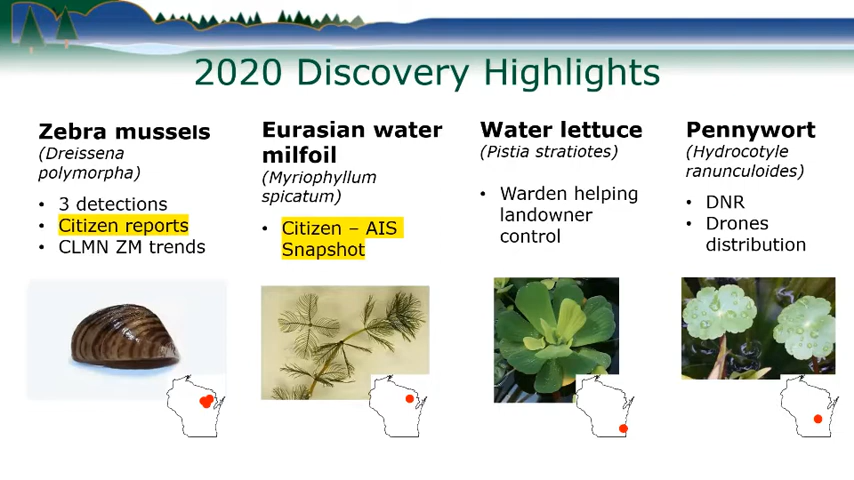 2020 Discovery Highlights
Zebra mussels
(Dreissena
polymorpha)
• 3 detections
• Citizen reports
• CLMN ZM trends
Eurasian water
milfoil
(Myriophyllum
spicatum)
• Citizen – AIS
Snapshot
Water lettuce
(Pistia stratiotes)
• Warden helping
landowner
control
Pennywort
(Hydrocotyle
ranunculoides)
• DNR
• Drones
distribution